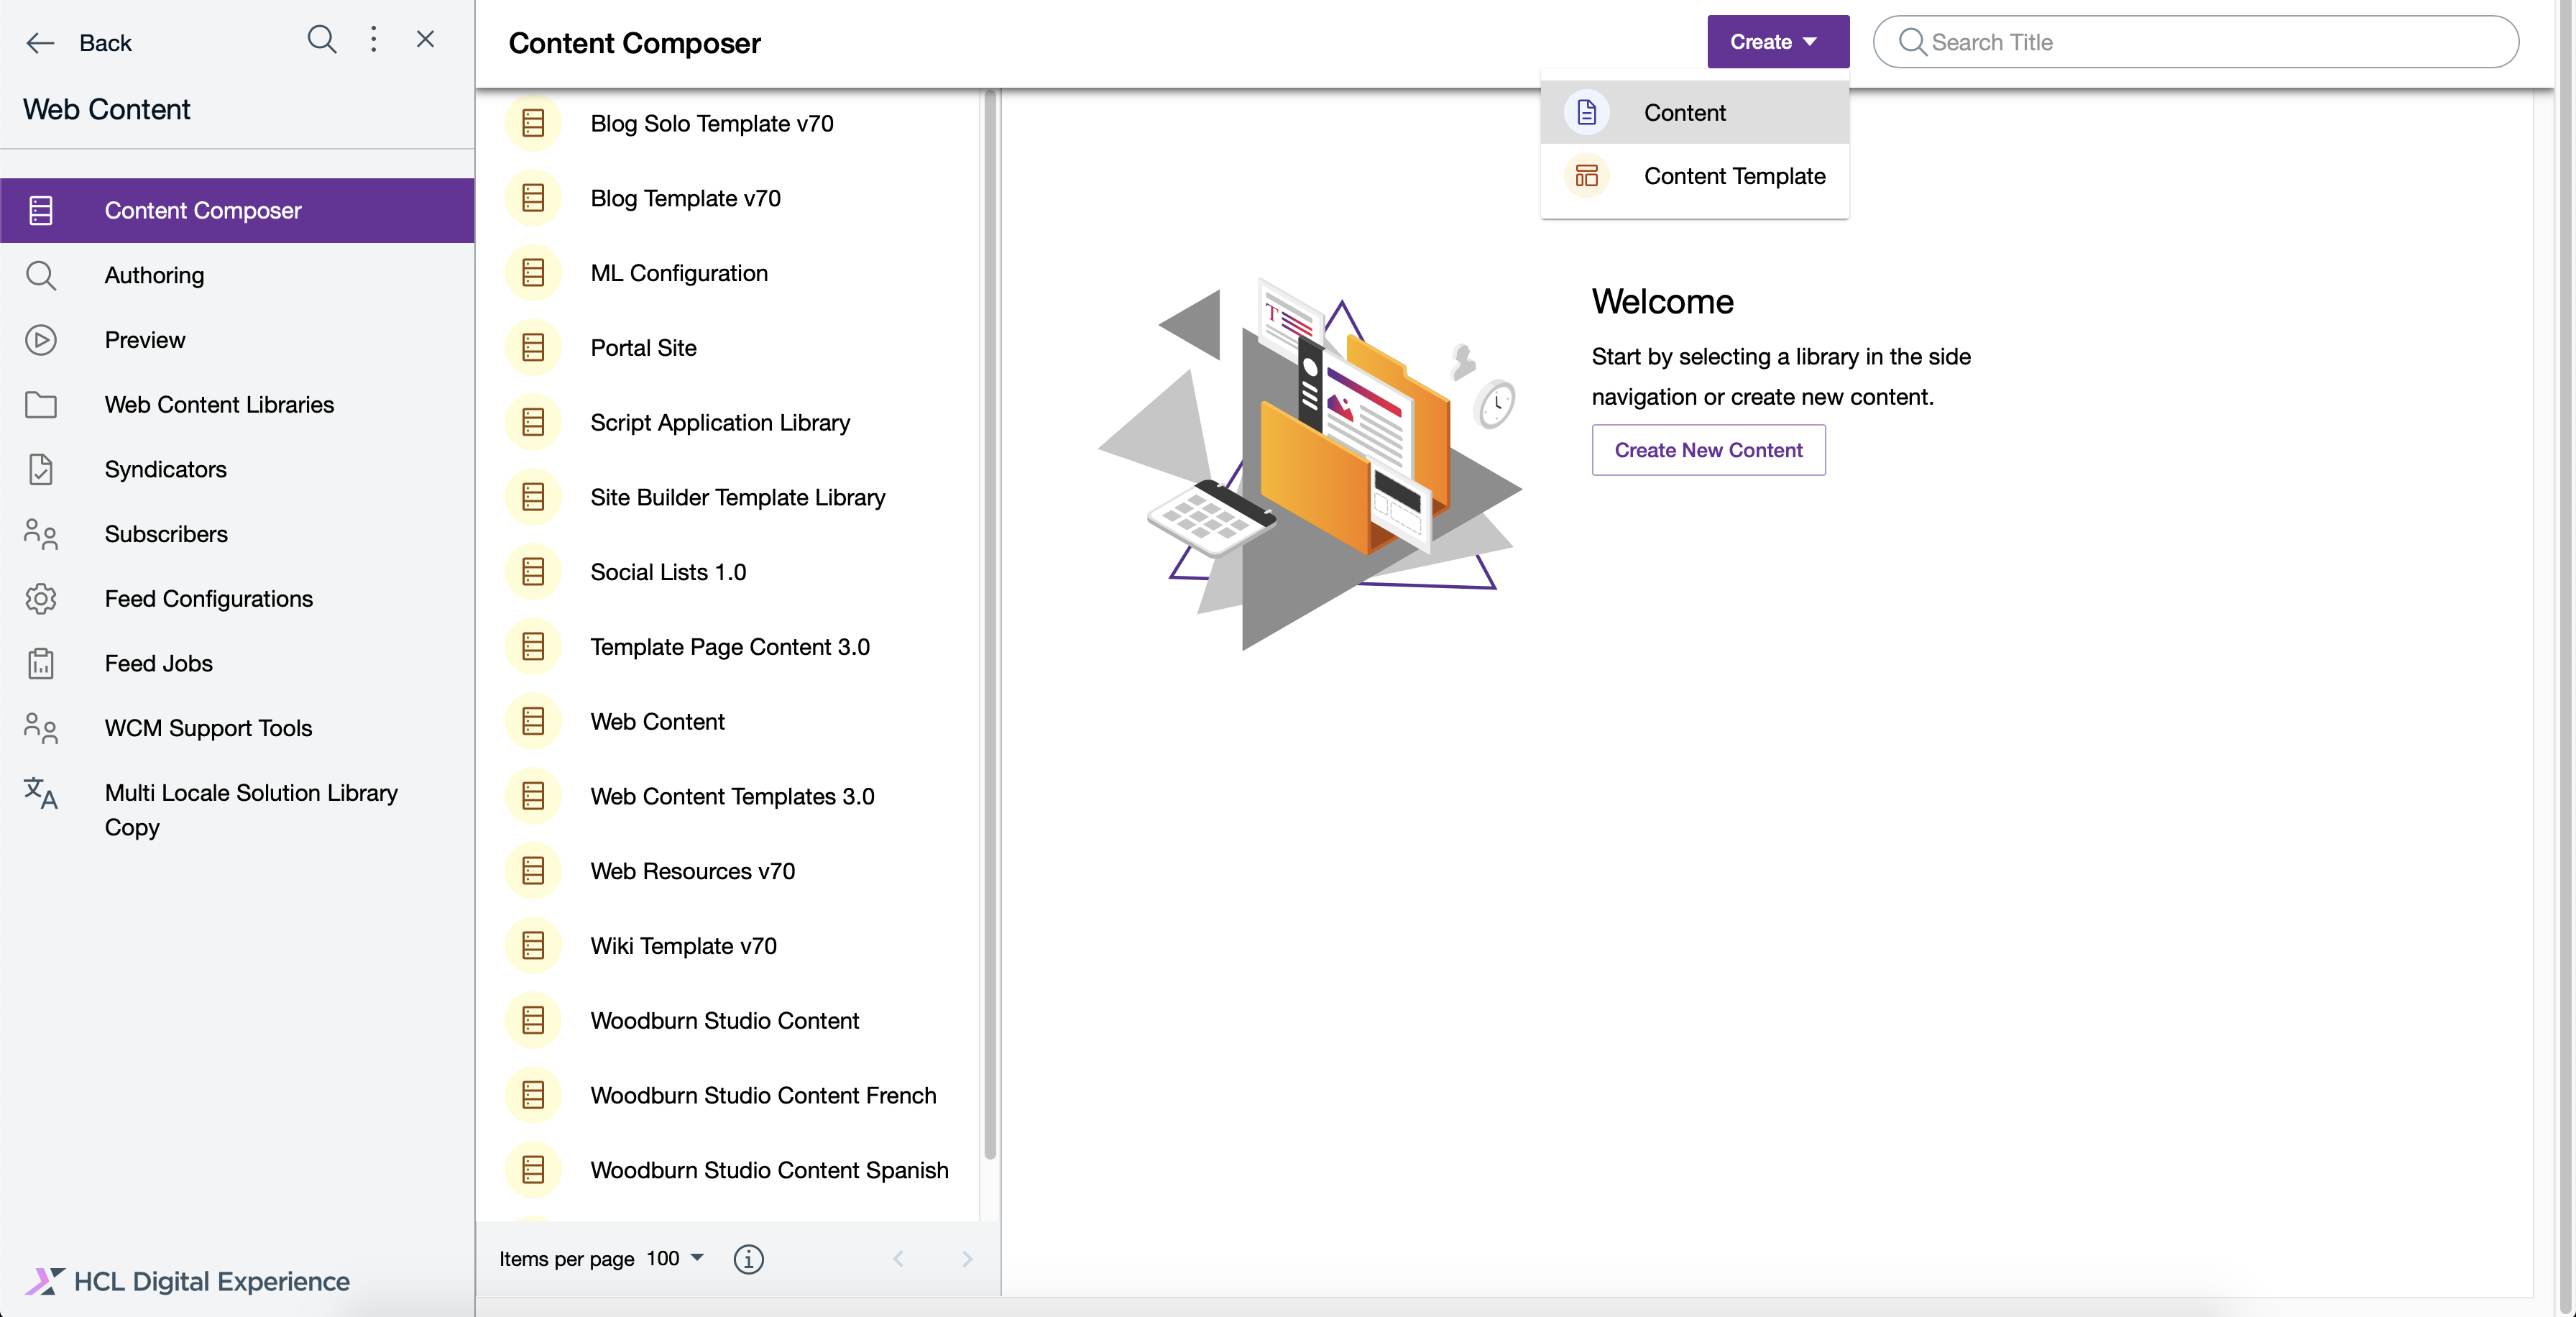 Back
Web Content
Content Composer
Authoring
Preview
Web Content Libraries
Syndicators
Subscribers
Feed Configurations
Feed Jobs
WCM Support Tools
Multi Locale Solution Library
Copy
HCL Digital Experience
Content Composer
Create
Search Title
Content
Content Template
Blog Solo Template v70
Blog Template v70
ML Configuration
Portal Site
Script Application Library
Site Builder Template Library
Social Lists 1.0
Template Page Content 3.0
Web Content
Web Content Templates 3.0
Web Resources v70
Wiki Template v70
Woodburn Studio Content
Woodburn Studio Content French
Woodburn Studio Content Spanish
Items per page 100
T
Welcome
Start by selecting a library in the side
navigation or create new content.
Create New Content